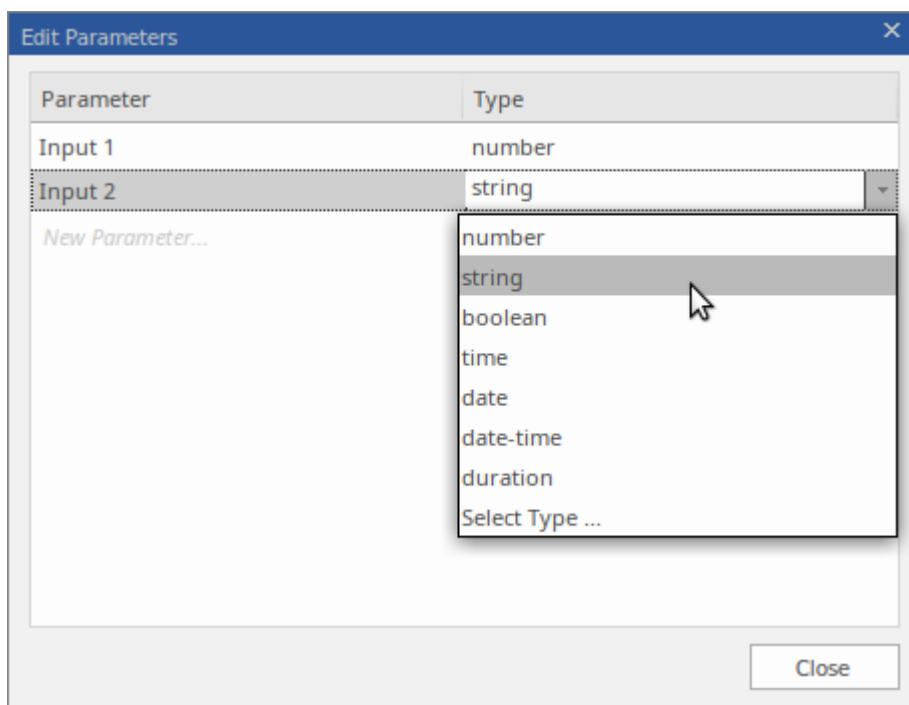 Edit Parameters
Parameter Type
Input 1 number
Input 2 string
New Parameter...
number
string
boolean
time
date
date-time
duration
Select Type ...
Close